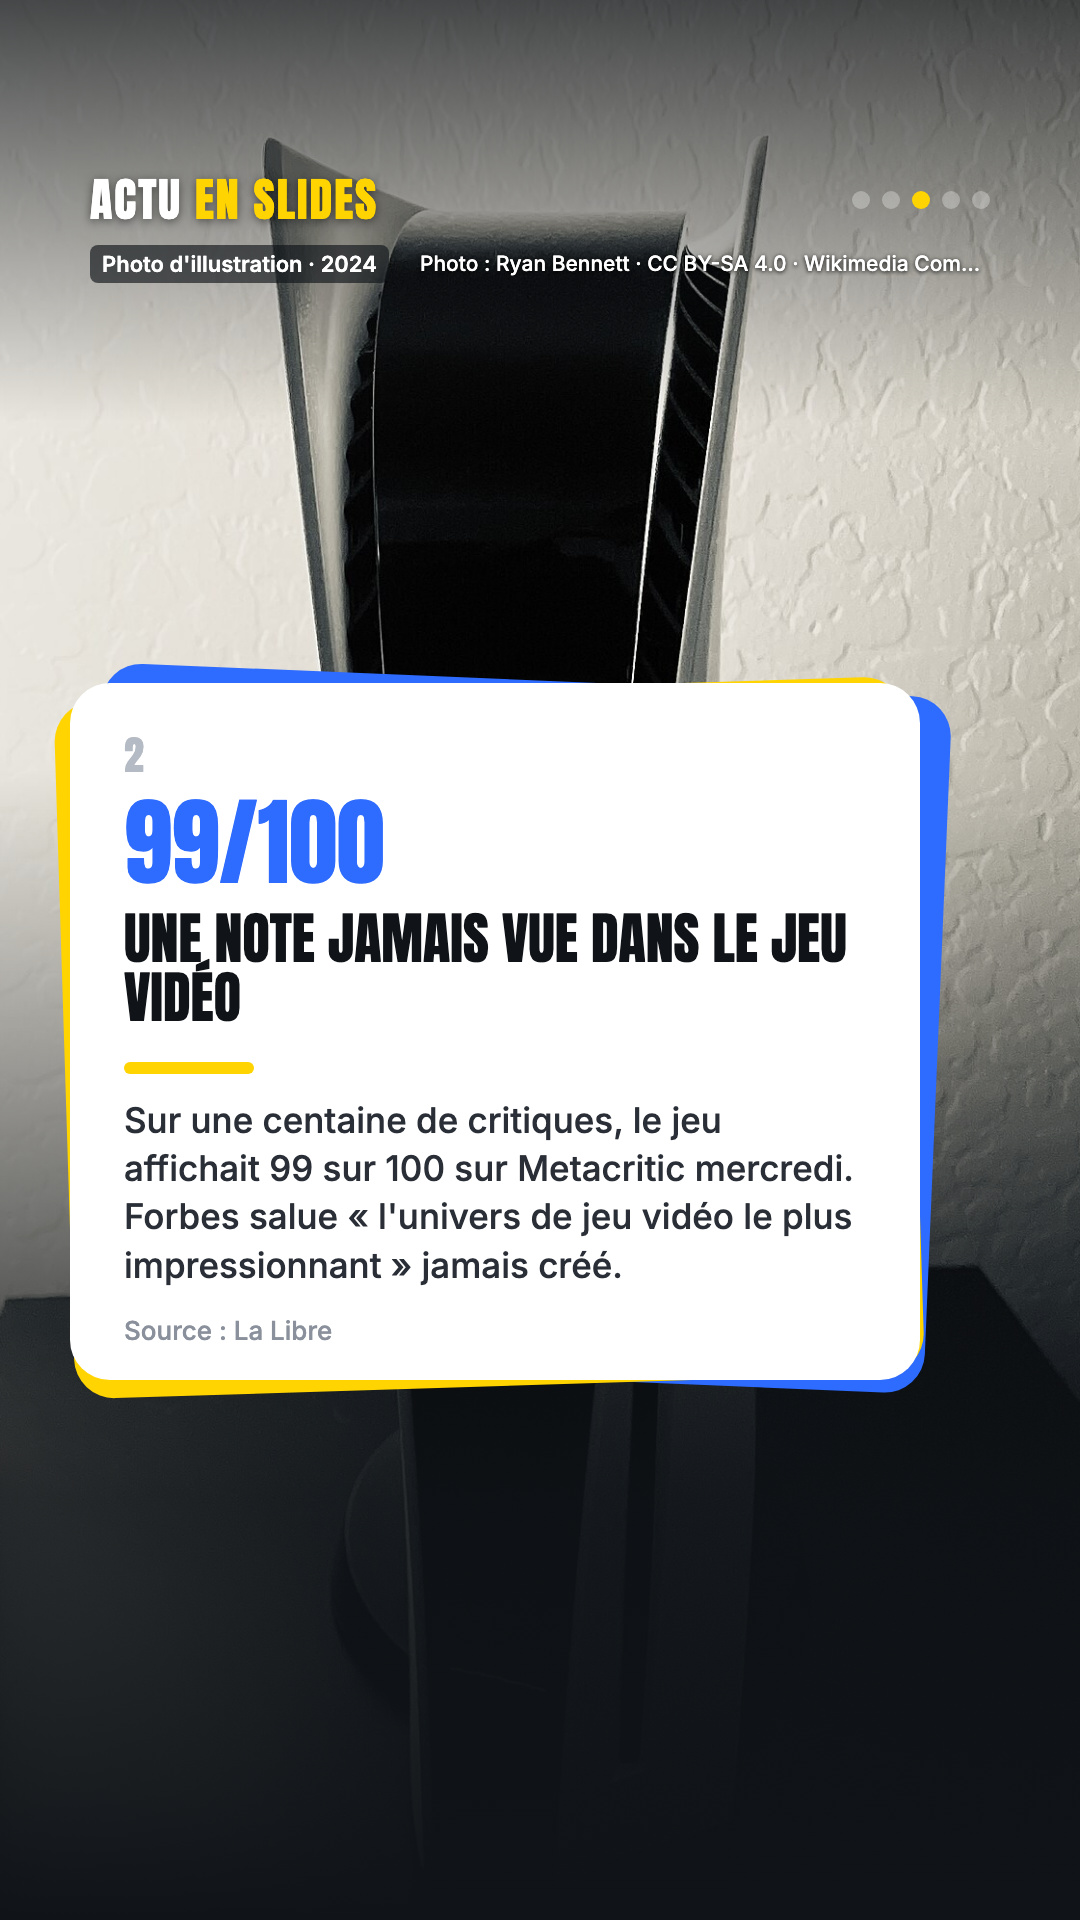 ACTU EN SLIDES
Photo d'illustration · 2024
Photo : Ryan Bennett · CC BY-SA 4.0 · Wikimedia Com...
2
99/100
UNE NOTE JAMAIS VUE DANS LE JEU
VIDÉO
Sur une centaine de critiques, le jeu
affichait 99 sur 100 sur Metacritic mercredi.
Forbes salue « l'univers de jeu vidéo le plus
impressionnant » jamais créé.
Source : La Libre